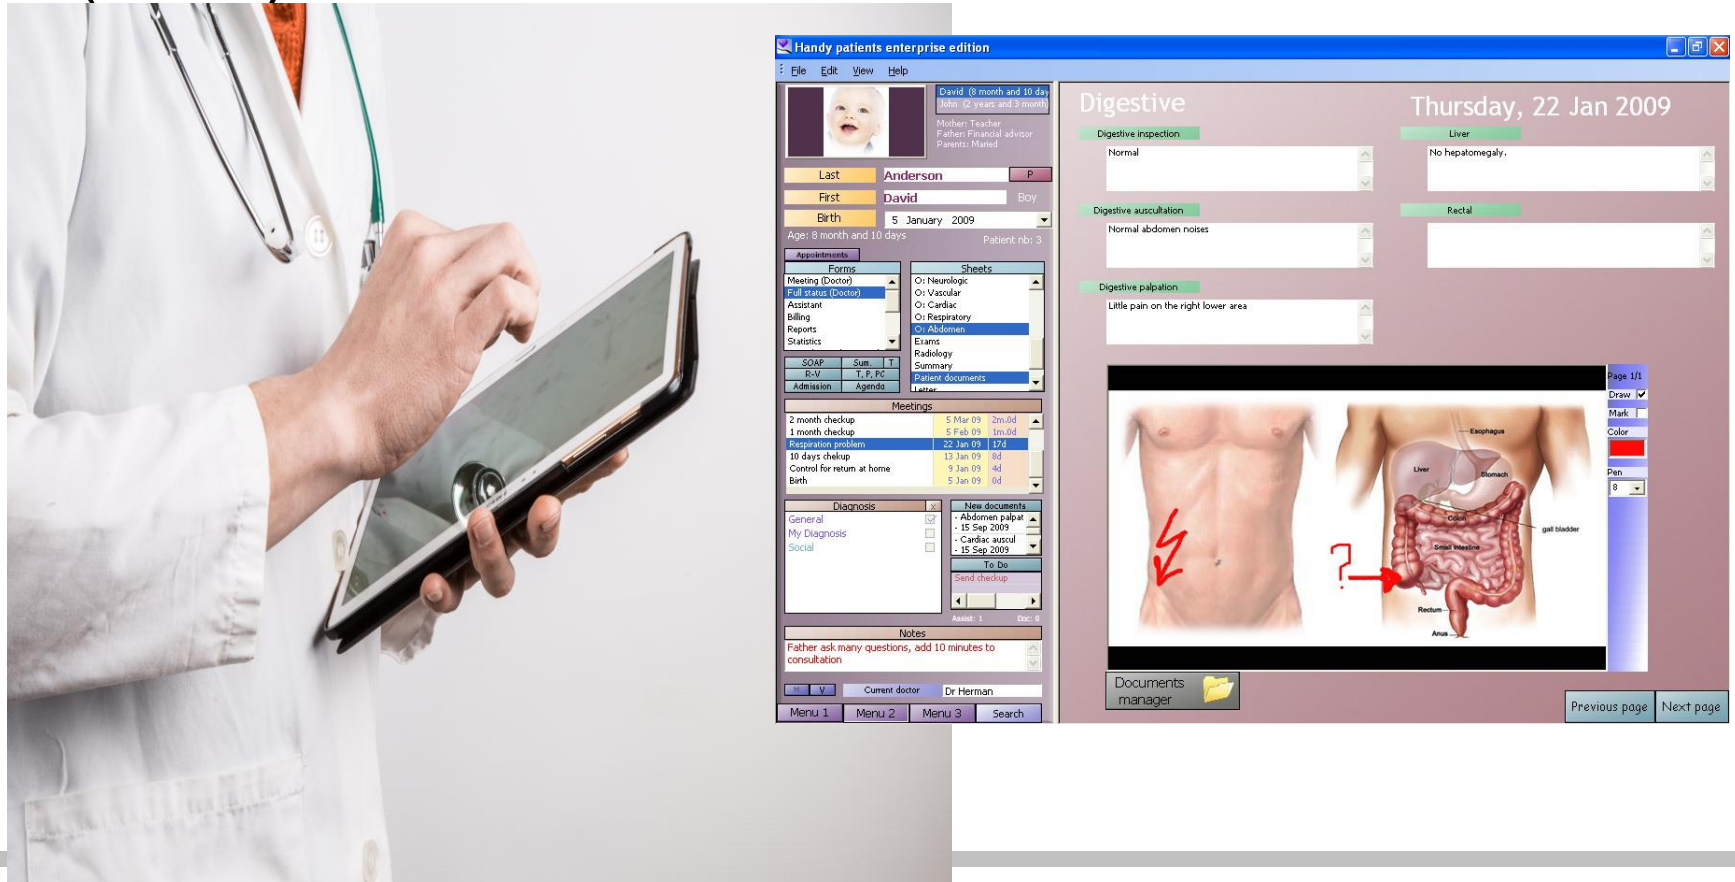 Handy patients enterprise edition
File Edit View Help
David (8 month and 10 day
John (2 years and 3 month)
Mother: Teacher
Father: Financial advisor
Parents: Maried
Last Anderson P
First David Boy
Birth 5 January 2009
Age: 8 month and 10 days Patient nb: 3
Appointments
Forms
Meeting (Doctor)
Full status (Doctor)
Assistant
Billing
Reports
Statistics
Sheets
O: Neurologic
O: Vascular
O: Cardiac
O: Respiratory
O: Abdomen
Exams
Radiology
Summary
Patient documents
Letter
SOAP Sum. T
R-V T, P, PC
Admission Agenda
Meetings
2 month checkup 5 Mar 09 2m.0d
1 month checkup 5 Feb 09 1m.0d
Respiration problem 22 Jan 09 17d
10 days chekup 13 Jan 09 8d
Control for return at home 9 Jan 09 4d
Birth 5 Jan 09 0d
Diagnosis X
General
My Diagnosis
Social
New documents
- Abdomen palpat
- 15 Sep 2009
- Cardiac auscul
- 15 Sep 2009
To Do
Send checkup
Assist: 1 Doc: 0
Notes
Father ask many questions, add 10 minutes to
consultation
M V Current doctor Dr Herman
Menu 1 Menu 2 Menu 3 Search
Digestive Thursday, 22 Jan 2009
Digestive inspection
Normal
Liver
No hepatomegaly.
Digestive auscultation
Normal abdomen noises
Rectal
Digestive palpation
Little pain on the right lower area
Page 1/1
Draw
Mark
Color
Pen
8
Esophagus
Liver
Stomach
Colon
gall bladder
Small intestine
?
Rectum
Anus
Documents
manager
Previous page Next page